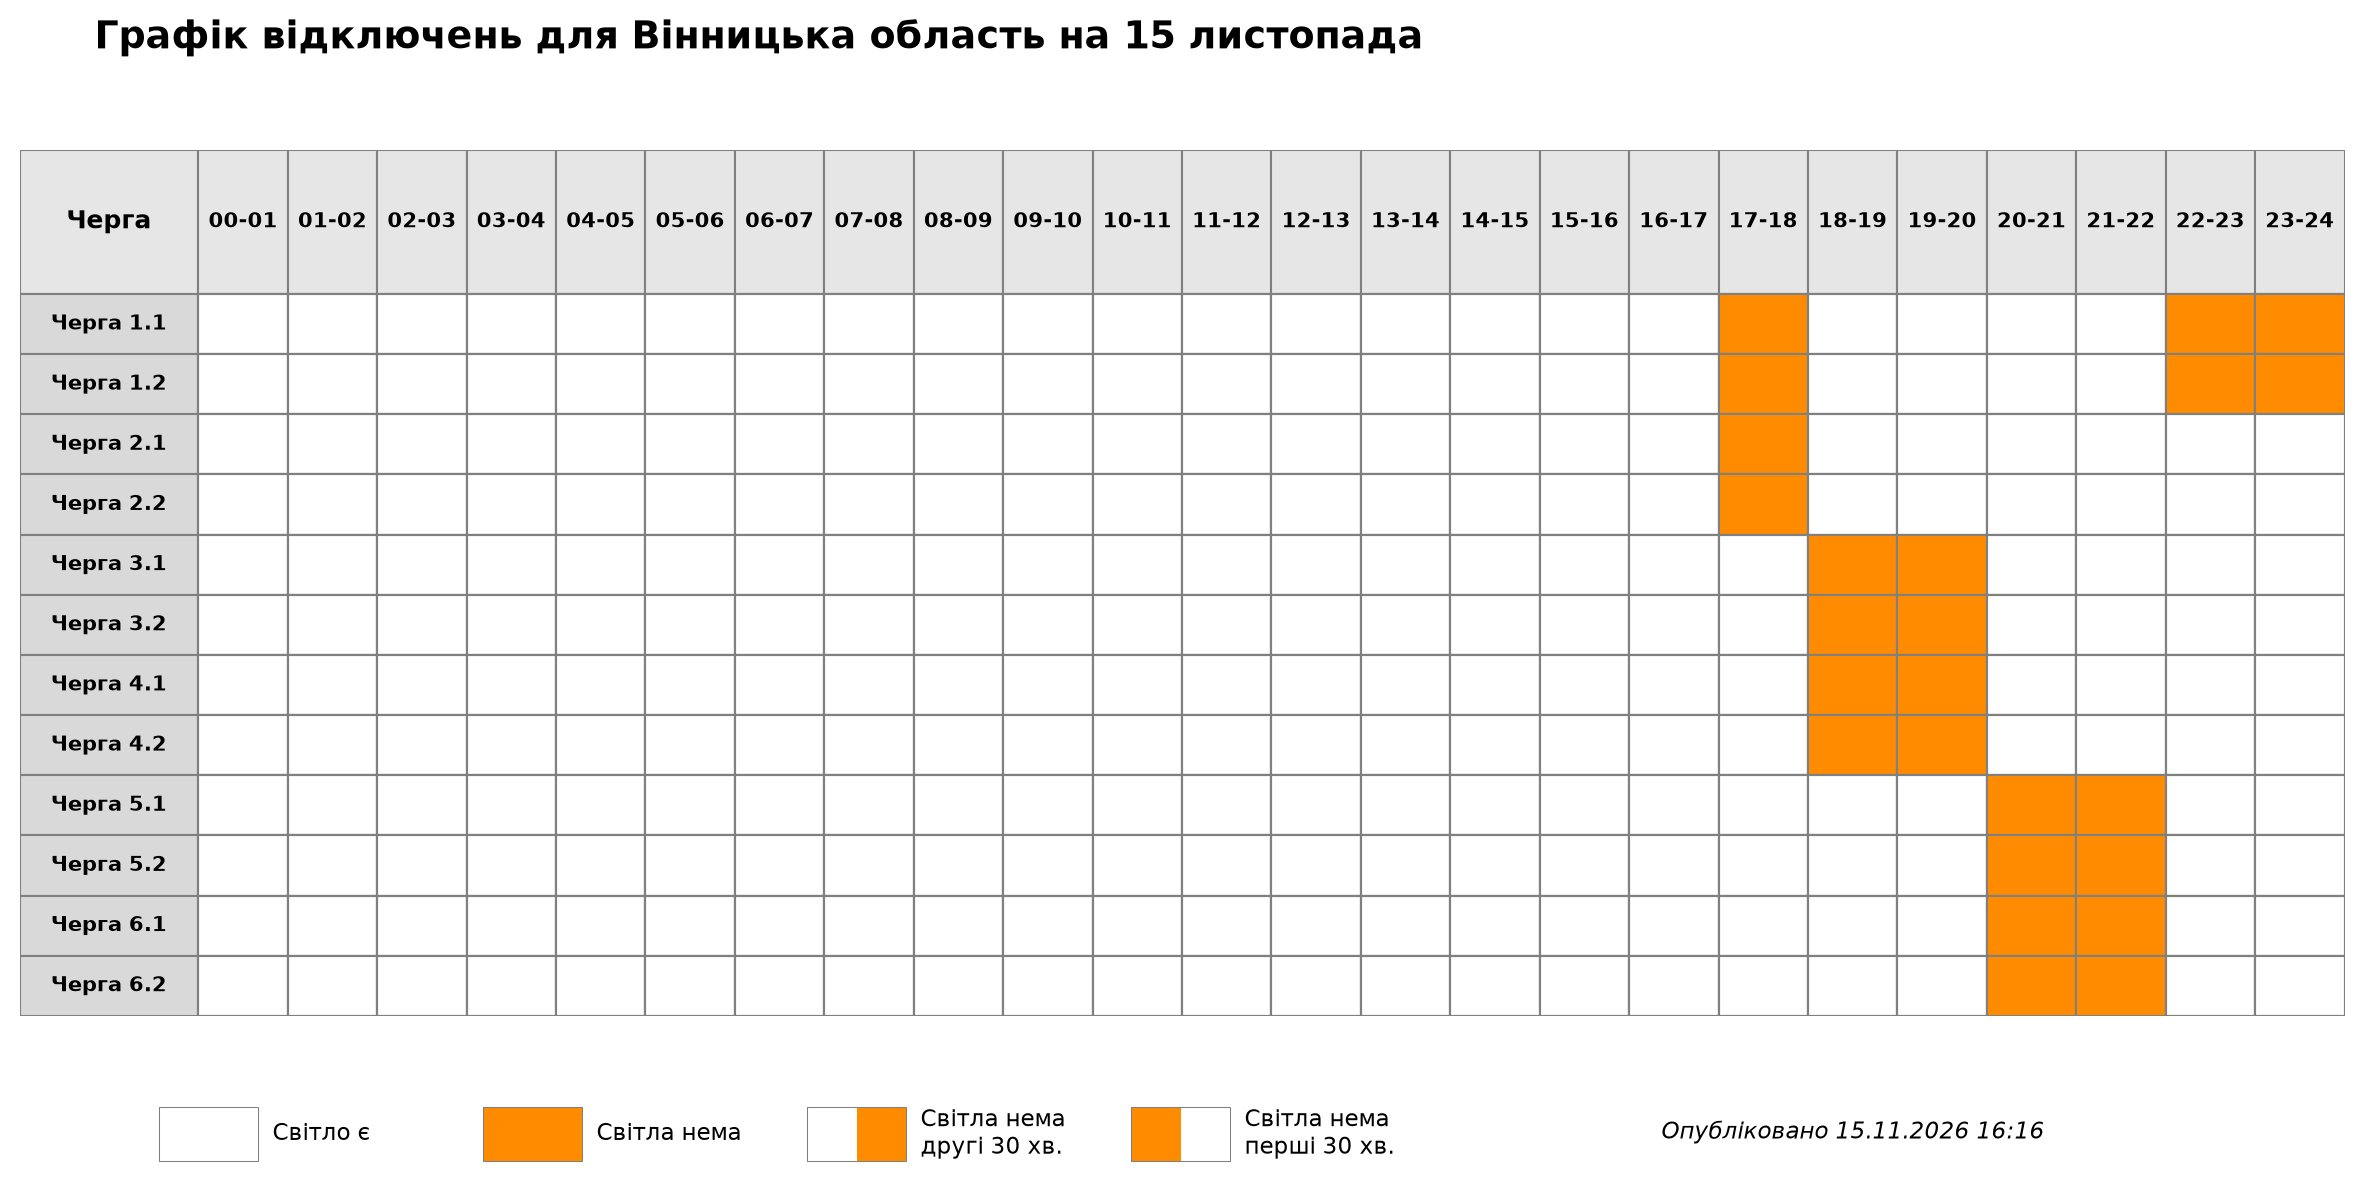 Графік відключень для Вінницька область на 15 листопада
Черга 00-01 01-02 02-03 03-04 04-05 05-06 06-07 07-08 08-09 09-10 10-11 11-12 12-13 13-14 14-15 15-16 16-17 17-18 18-19 19-20 20-21 21-22 22-23 23-24
Черга 1.1
Черга 1.2
Черга 2.1
Черга 2.2
Черга 3.1
Черга 3.2
Черга 4.1
Черга 4.2
Черга 5.1
Черга 5.2
Черга 6.1
Черга 6.2
Світло є
Світла нема
Світла нема
другі 30 хв.
Світла нема
перші 30 хв.
Опубліковано 15.11.2026 16:16